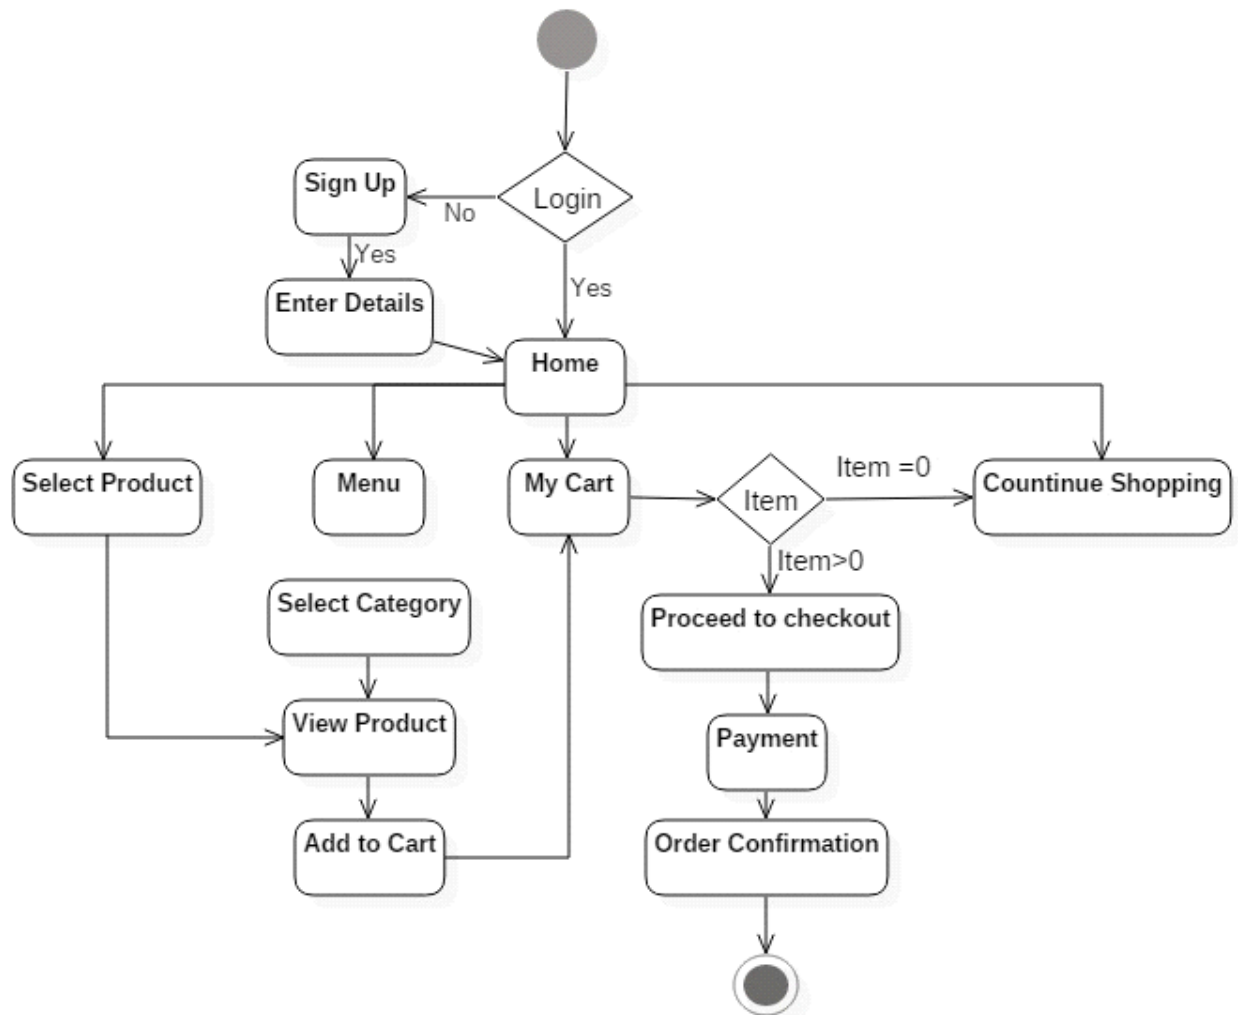 Login
Sign Up
No
Yes
Enter Details
Yes
Home
Select Product
Menu
My Cart
Item
Item =0
Countinue Shopping
Item>0
Select Category
Proceed to checkout
View Product
Payment
Add to Cart
Order Confirmation